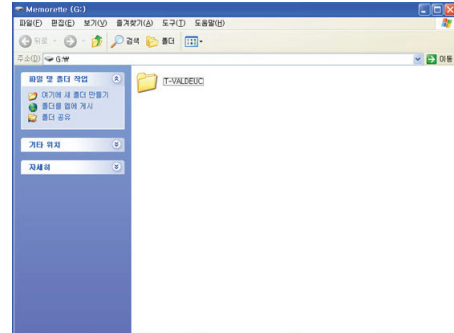 Memorette (G:)
파일(F) 편집(E) 보기(V) 즐겨찾기(A) 도구(T) 도움말(H)
뒤로 검색 폴더
주소(D) G:₩ 이동
파일 및 폴더 작업
여기에 새 폴더 만들기
폴더를 웹에 게시
폴더 공유
기타 위치
자세히
T-VALDEUC